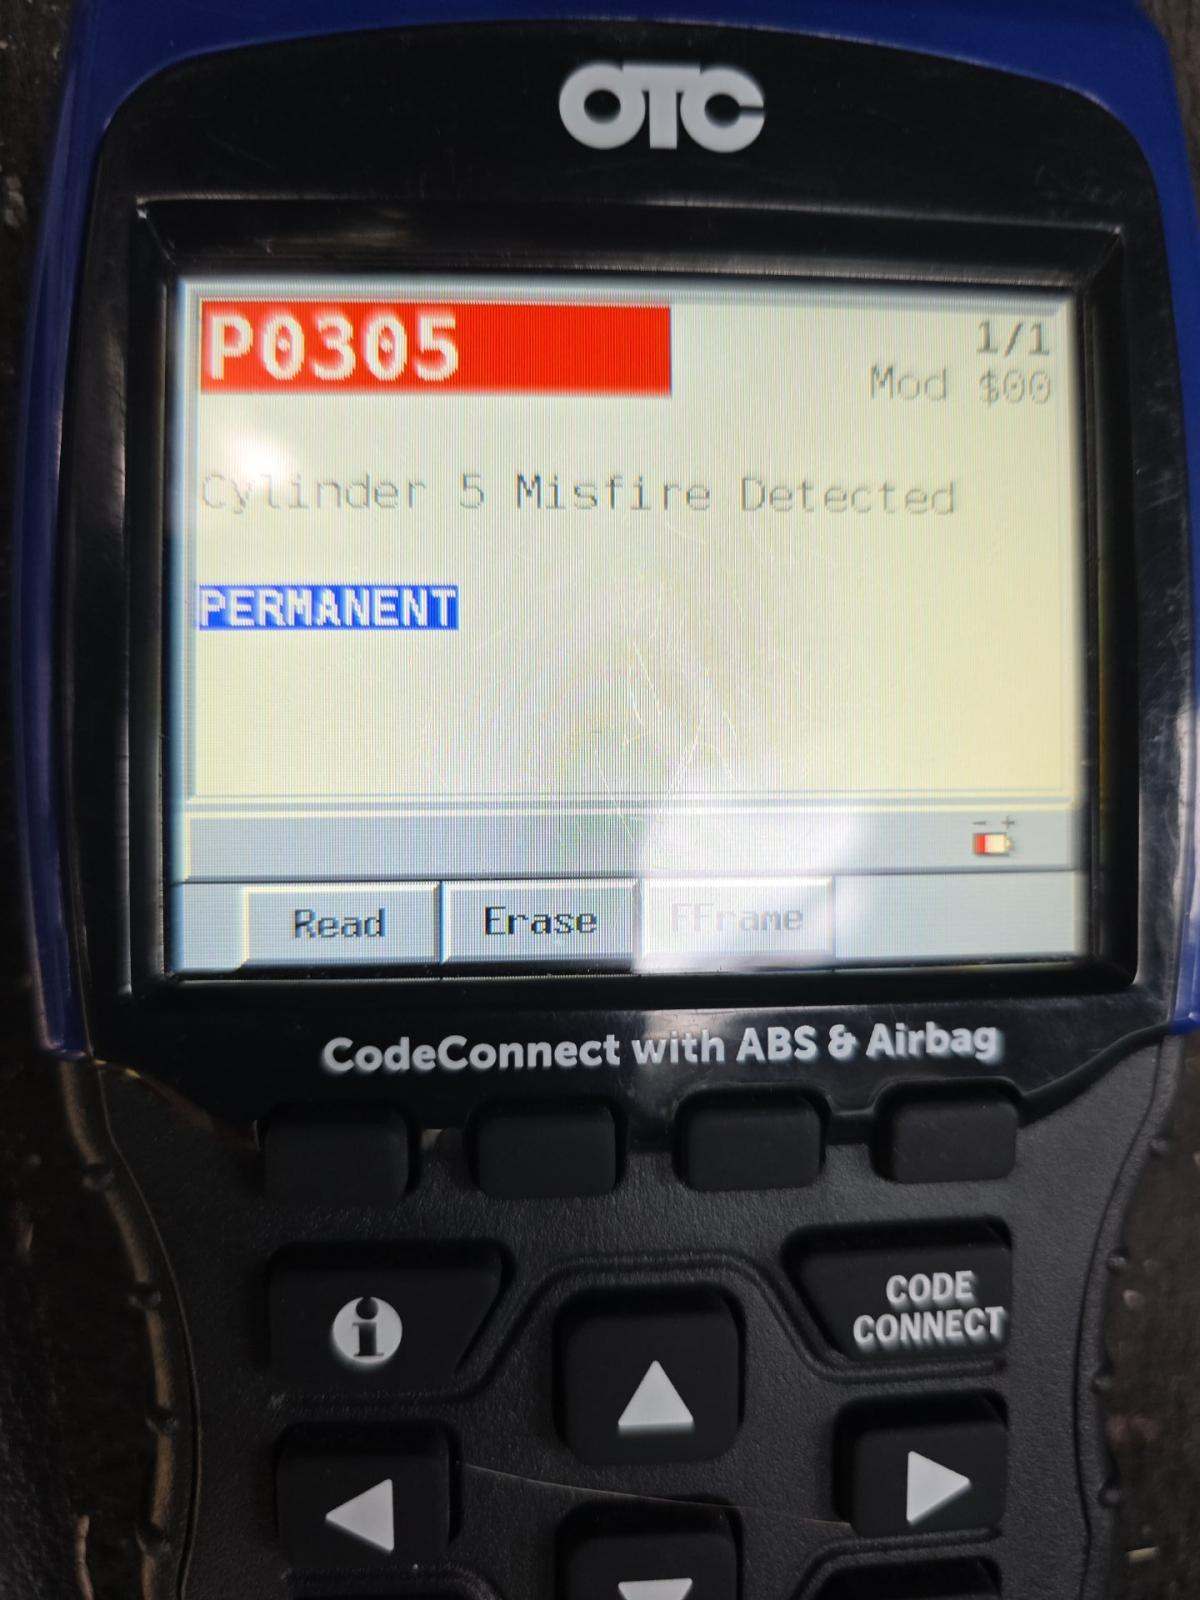 OTC
P0305
1/1
Mod $00
Cylinder 5 Misfire Detected
PERMANENT
- +
Read Erase FFrame
CodeConnect with ABS & Airbag
i
CODE
CONNECT